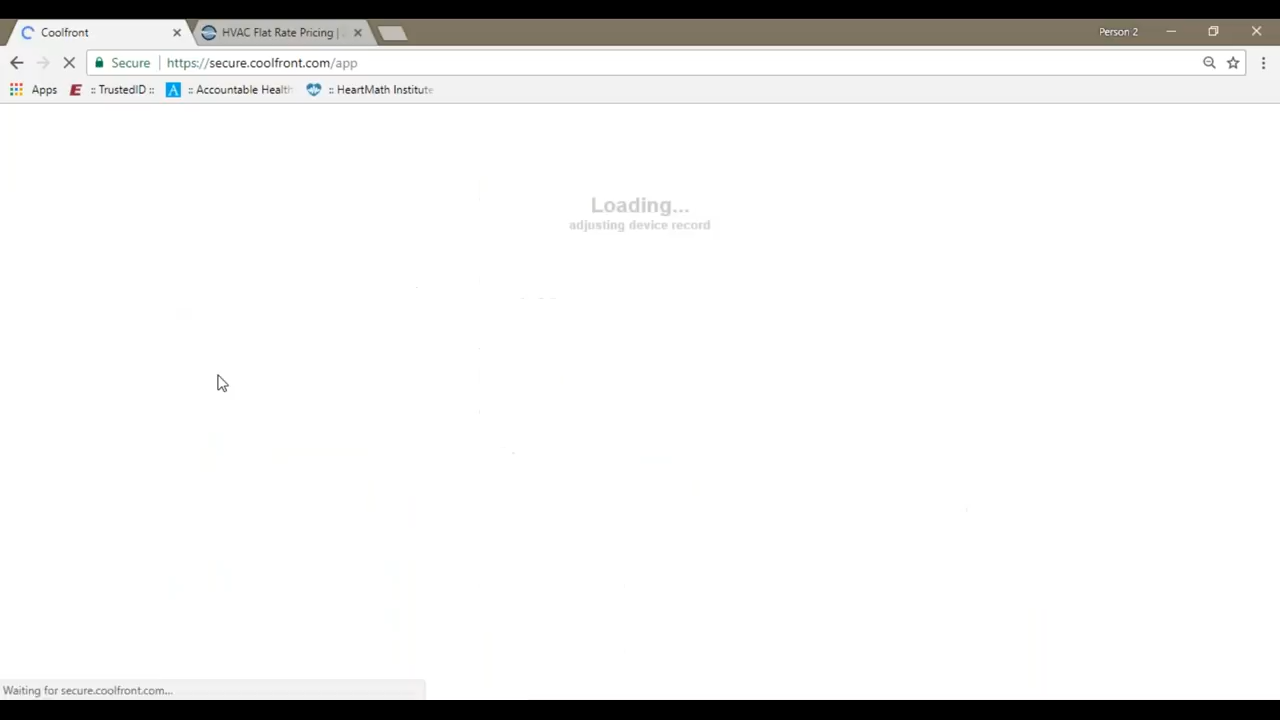 Coolfront
HVAC Flat Rate Pricing |
Person 2
Secure
https://secure.coolfront.com/app
Apps
:: TrustedID ::
:: Accountable Health
:: HeartMath Institute
Loading...
adjusting device record
Waiting for secure.coolfront.com...